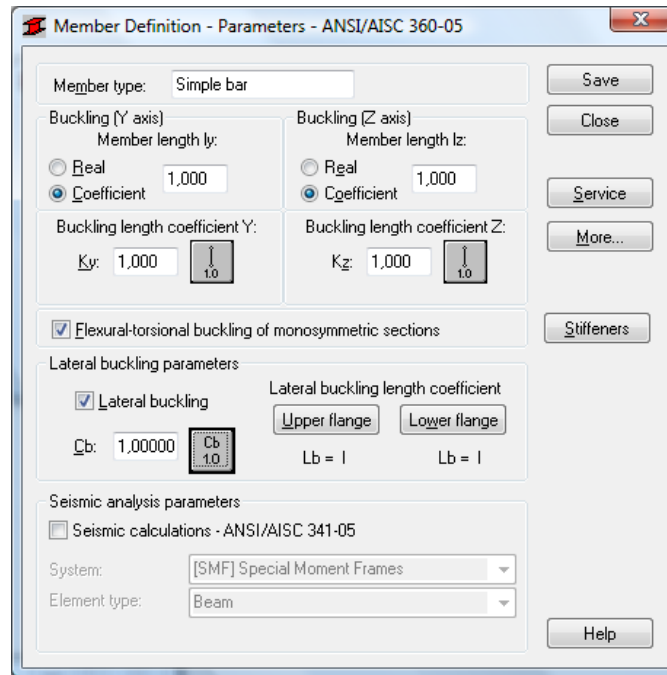 Member Definition - Parameters - ANSI/AISC 360-05
Member type: Simple bar
Save
Buckling (Y axis)
Buckling (Z axis)
Close
Member length ly:
Member length lz:
Real
Real
1,000
1,000
Coefficient
Coefficient
Service
Buckling length coefficient Y:
Buckling length coefficient Z:
More...
Ky: 1,000 1.0
Kz: 1,000 1.0
Flexural-torsional buckling of monosymmetric sections
Stiffeners
Lateral buckling parameters
Lateral buckling length coefficient
Lateral buckling
Upper flange Lower flange
Cb: 1,00000 Cb 1.0
Lb = l Lb = l
Seismic analysis parameters
Seismic calculations - ANSI/AISC 341-05
System: [SMF] Special Moment Frames
Element type: Beam
Help